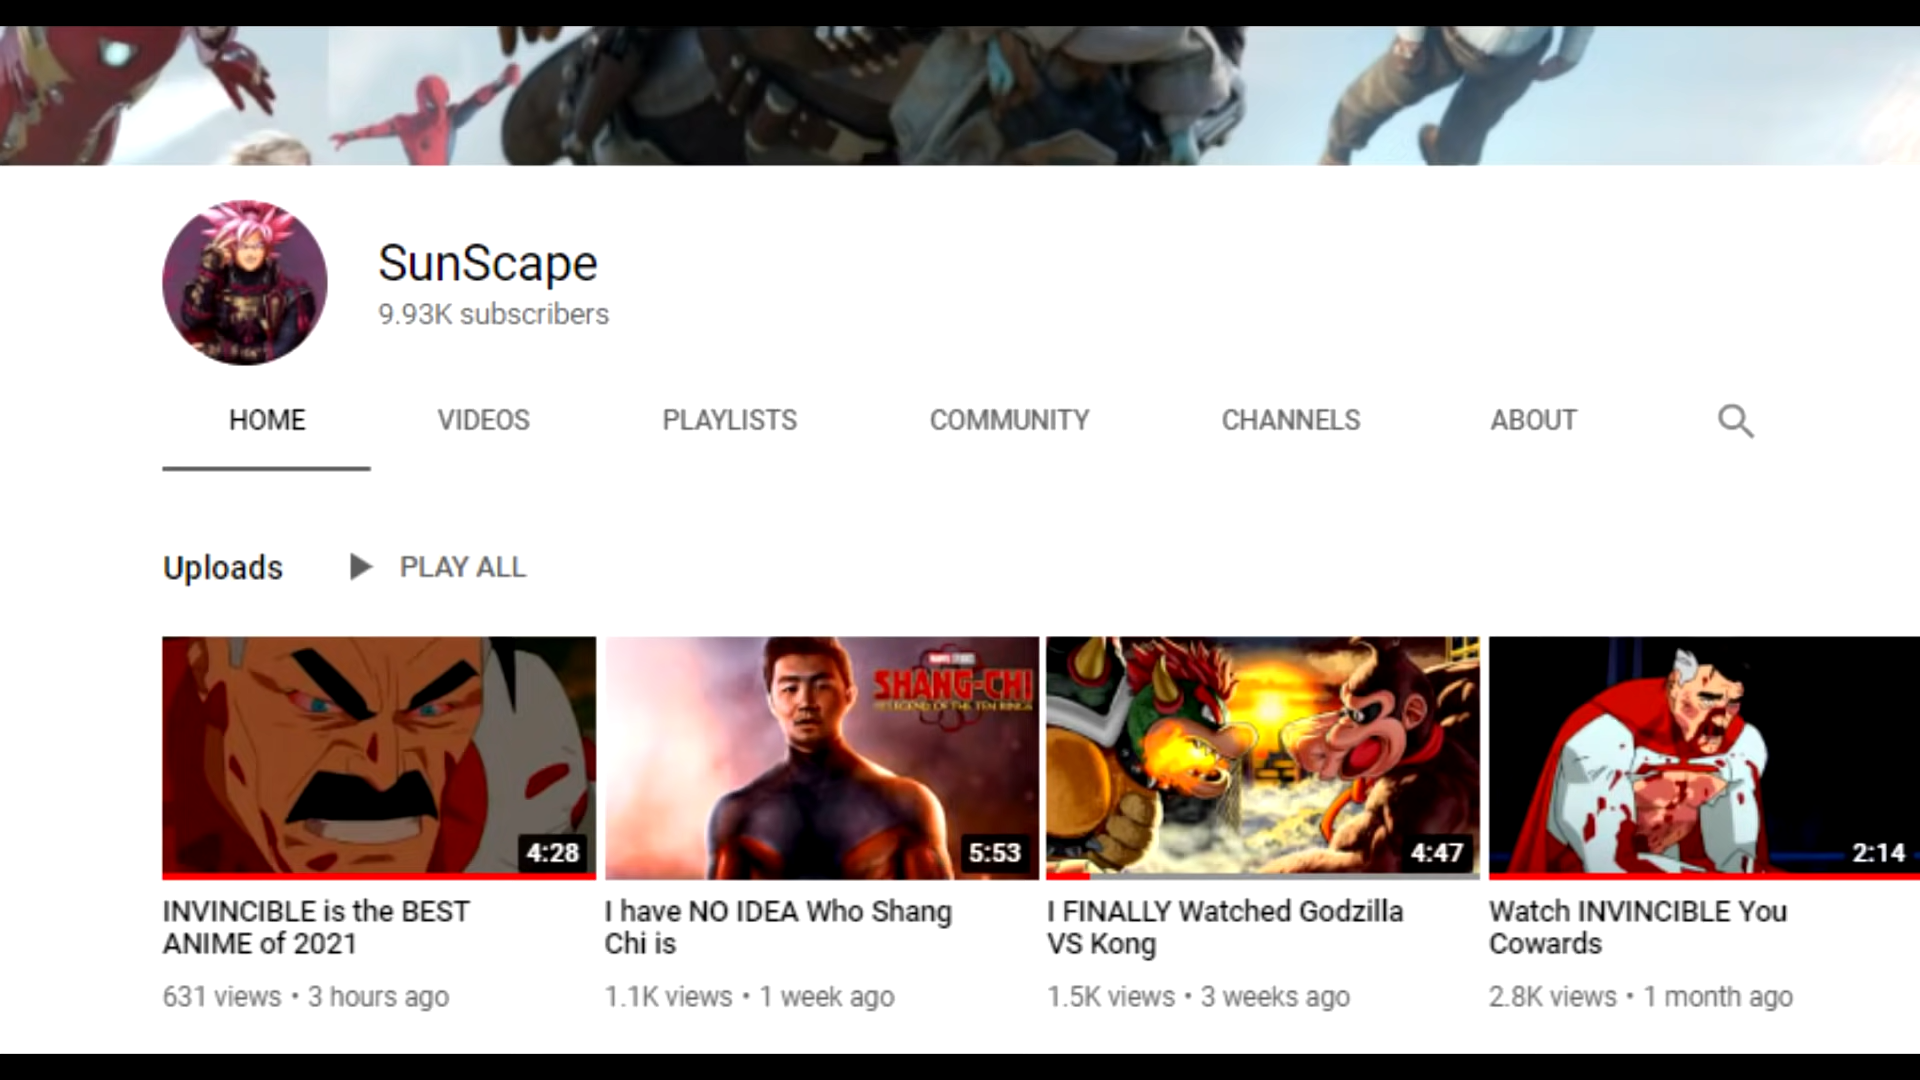 SunScape
9.93K subscribers
HOME VIDEOS PLAYLISTS COMMUNITY CHANNELS ABOUT
Uploads PLAY ALL
SHANG-CHI
4:28 5:53 4:47 2:14
INVINCIBLE is the BEST
ANIME of 2021
631 views • 3 hours ago
I have NO IDEA Who Shang
Chi is
1.1K views • 1 week ago
I FINALLY Watched Godzilla
VS Kong
1.5K views • 3 weeks ago
Watch INVINCIBLE You
Cowards
2.8K views • 1 month ago